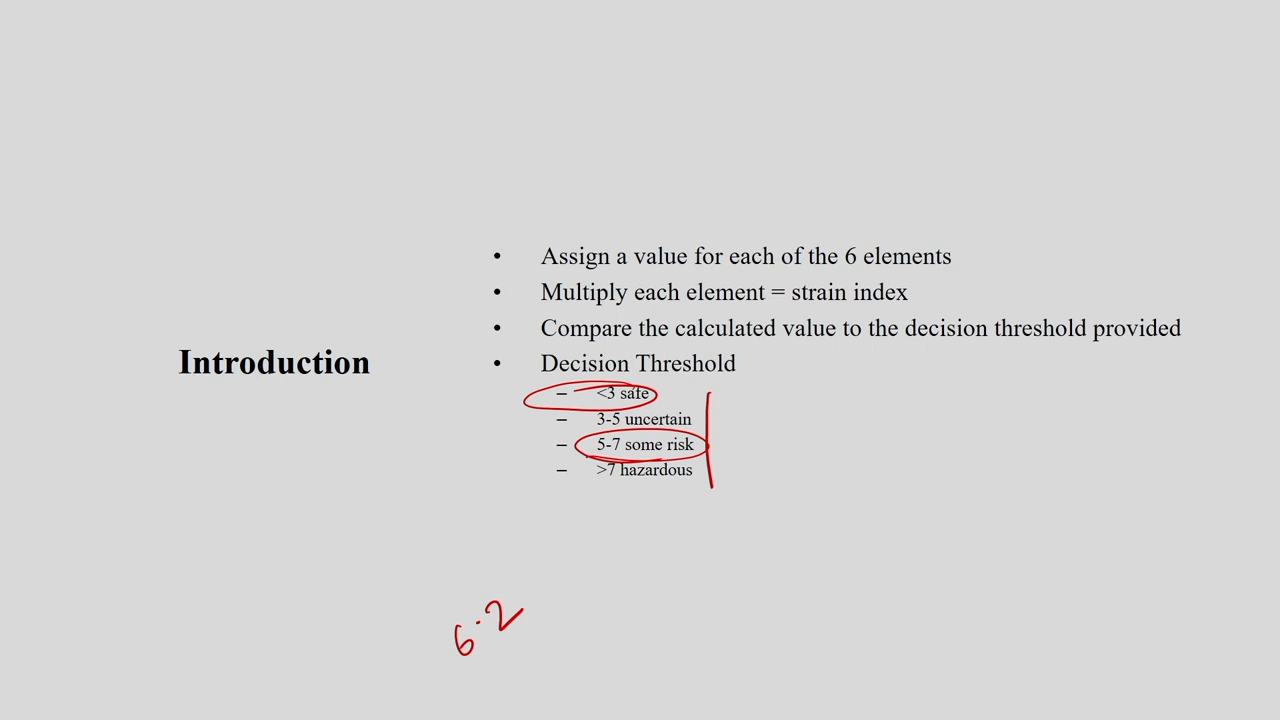 Introduction
• Assign a value for each of the 6 elements
• Multiply each element = strain index
• Compare the calculated value to the decision threshold provided
• Decision Threshold
– <3 safe
– 3-5 uncertain
– 5-7 some risk
– >7 hazardous
6.2